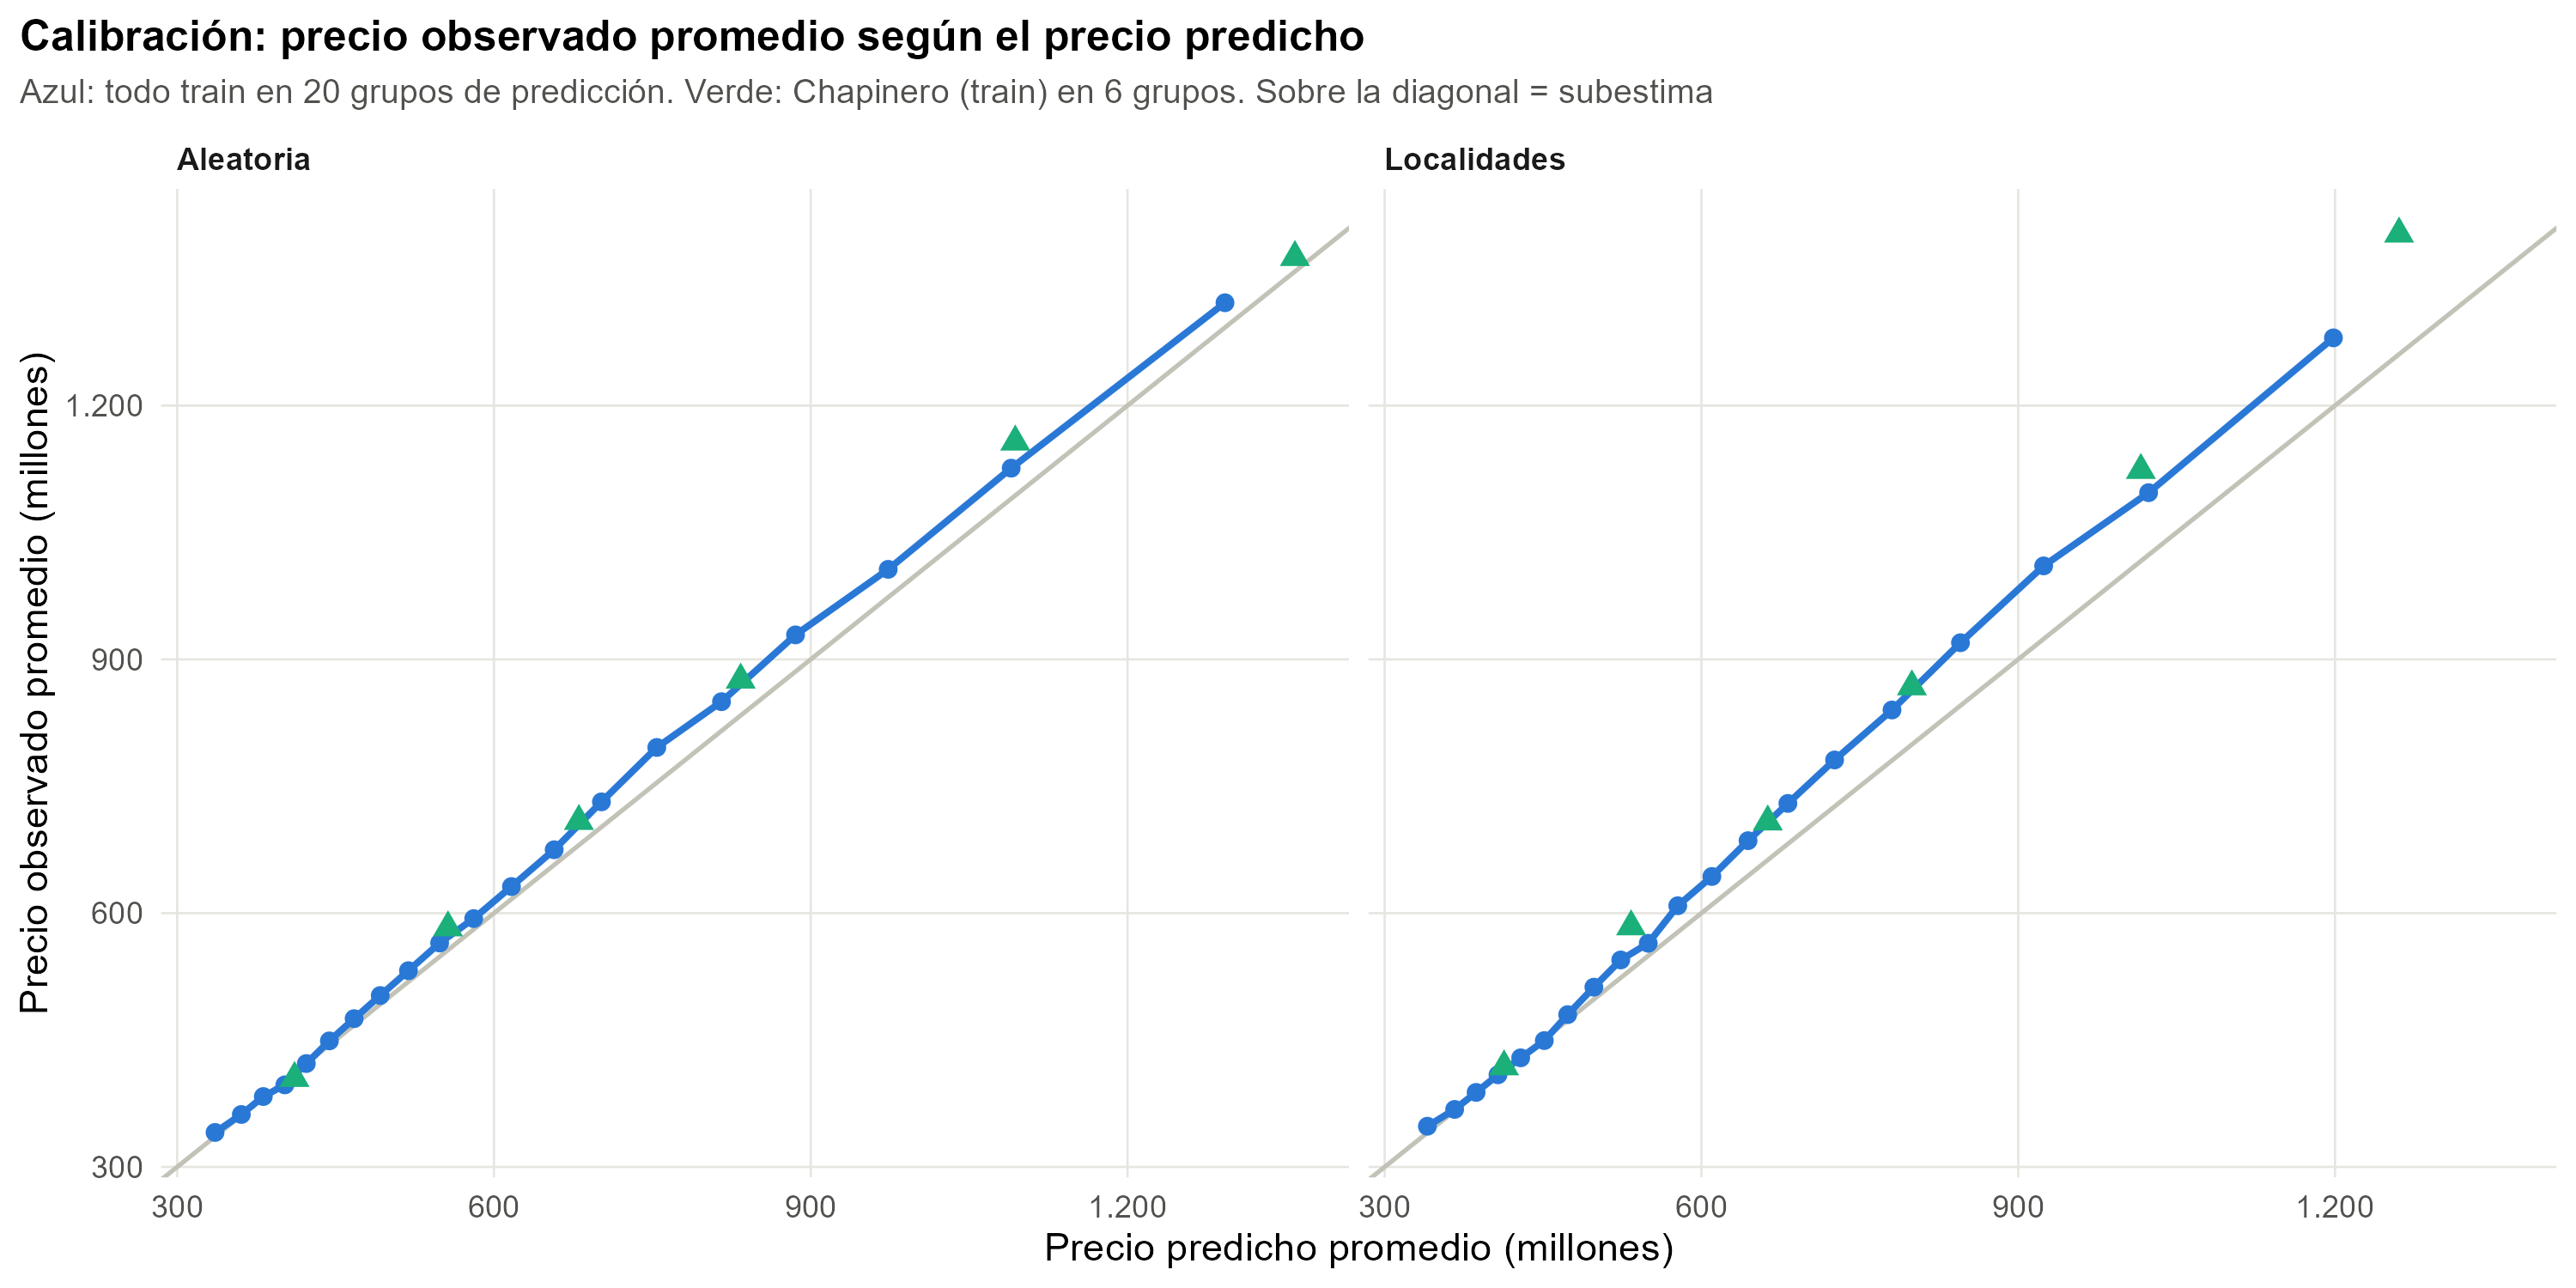 Calibración: precio observado promedio según el precio predicho
Azul: todo train en 20 grupos de predicción. Verde: Chapinero (train) en 6 grupos. Sobre la diagonal = subestima
Aleatoria
Localidades
Precio observado promedio (millones)
1.200
900
600
300
300
600
900
1.200
300
600
900
1.200
Precio predicho promedio (millones)